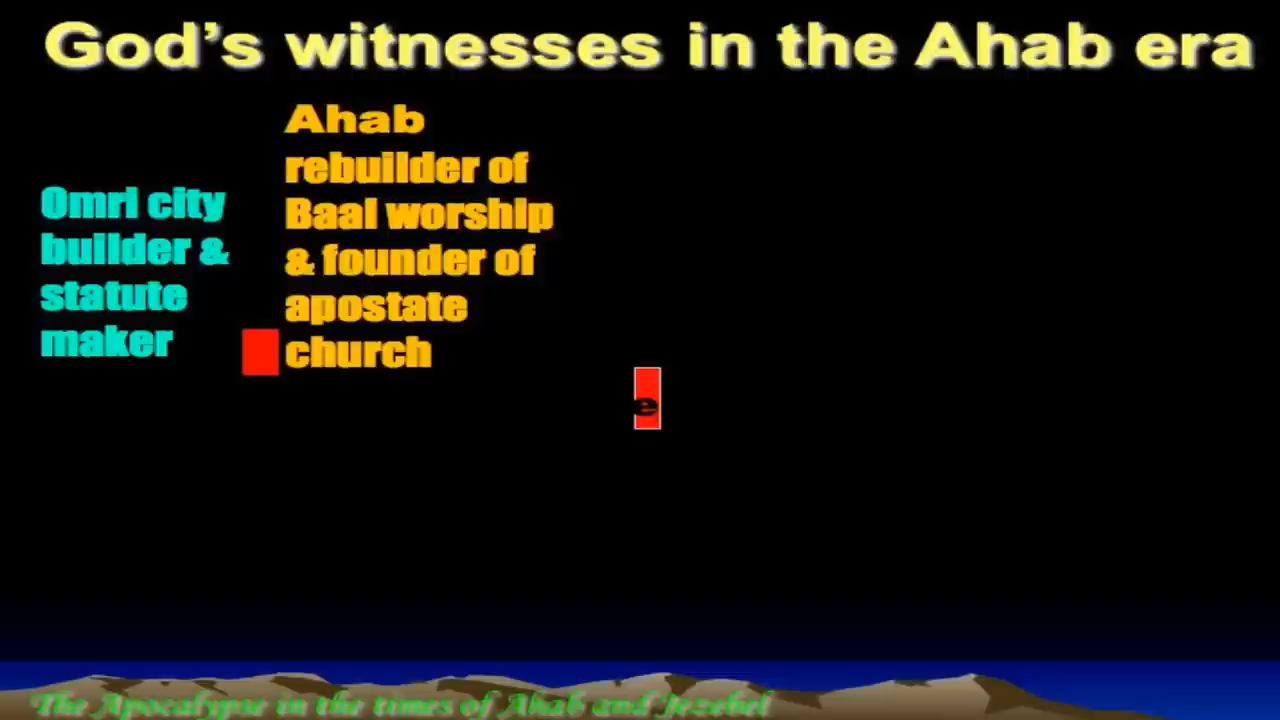 God's witnesses in the Ahab era
Omri city
builder &
statute
maker
Ahab
rebuilder of
Baal worship
& founder of
apostate
church
e
The Apocalypse in the times of Ahab and Jezebel